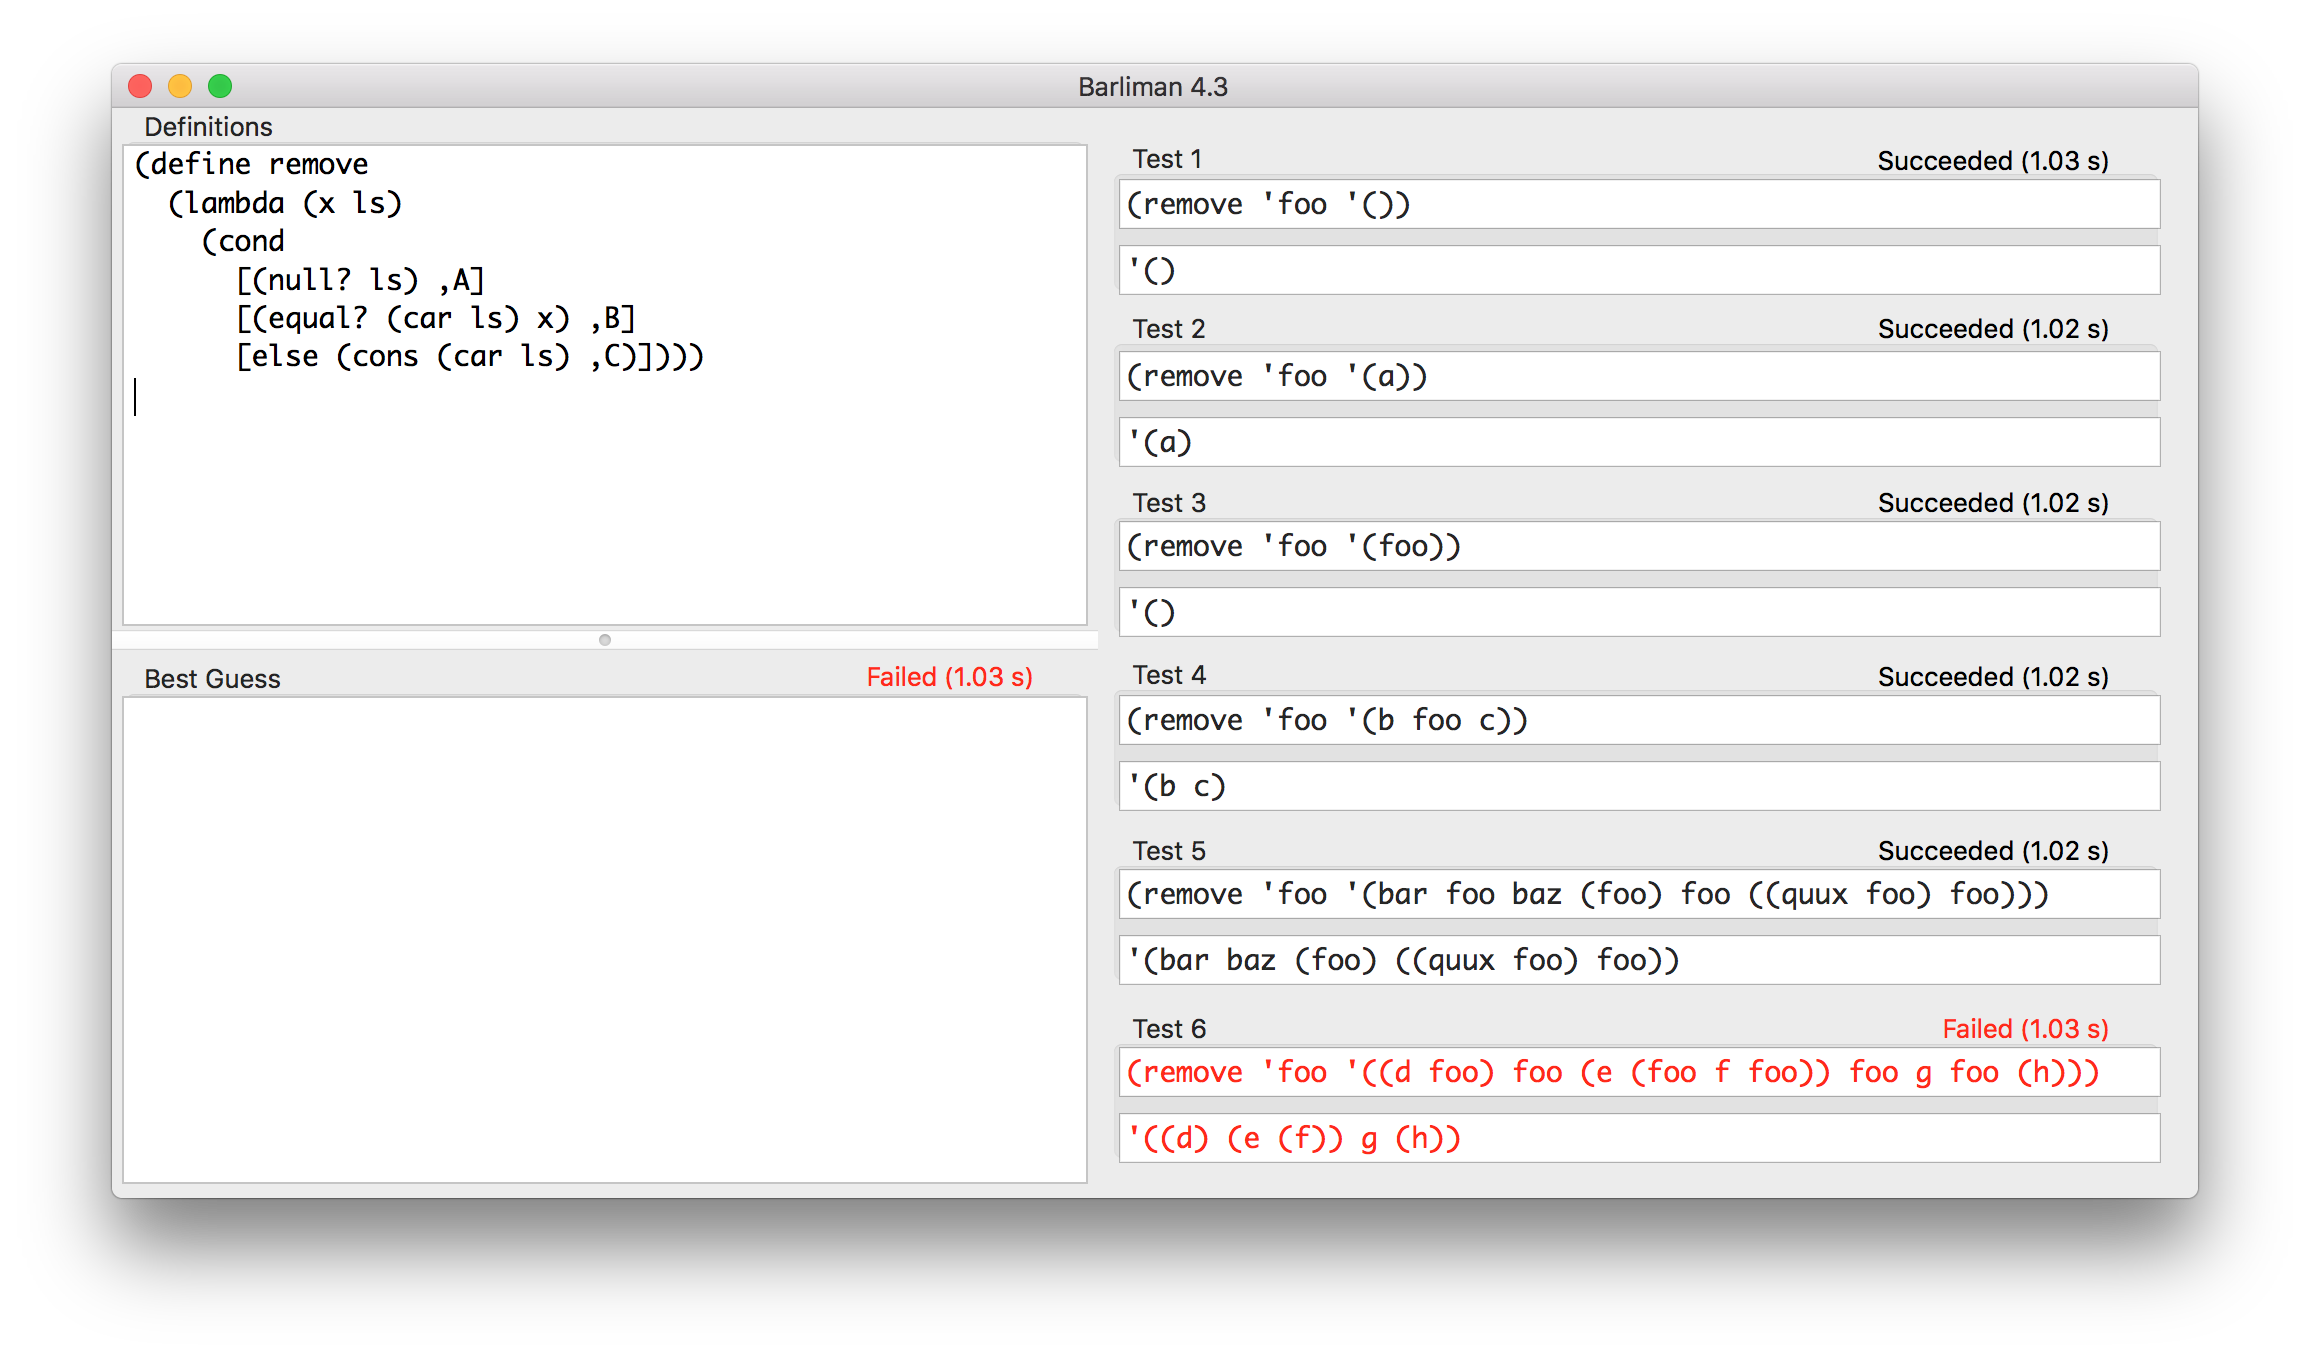 Barliman 4.3
Definitions
(define remove
  (lambda (x ls)
    (cond
      [(null? ls) ,A]
      [(equal? (car ls) x) ,B]
      [else (cons (car ls) ,C)])))
Best Guess Failed (1.03 s)
Test 1 Succeeded (1.03 s)
(remove 'foo '())
'()
Test 2 Succeeded (1.02 s)
(remove 'foo '(a))
'(a)
Test 3 Succeeded (1.02 s)
(remove 'foo '(foo))
'()
Test 4 Succeeded (1.02 s)
(remove 'foo '(b foo c))
'(b c)
Test 5 Succeeded (1.02 s)
(remove 'foo '(bar foo baz (foo) foo ((quux foo) foo)))
'(bar baz (foo) ((quux foo) foo))
Test 6 Failed (1.03 s)
(remove 'foo '((d foo) foo (e (foo f foo)) foo g foo (h)))
'((d) (e (f)) g (h))